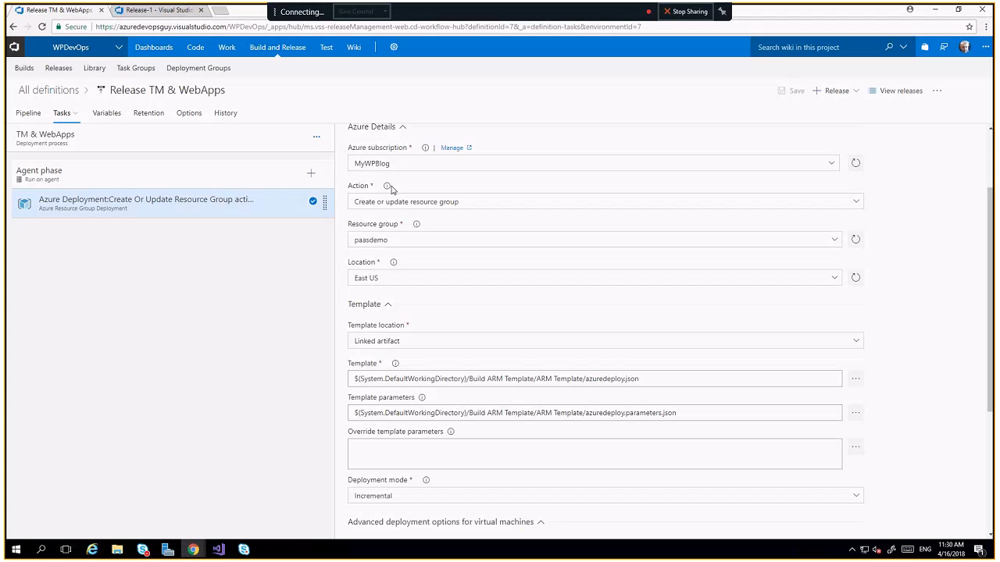 Release TM & WebApps
Release-1 - Visual Studio
Connecting...
Give Control
Stop Sharing
Secure
https://azuredevopsguy.visualstudio.com/WPDevOps/_apps/hub/ms.vss-releaseManagement-web.cd-workflow-hub?definitionId=7&_a=definition-tasks&environmentId=7
WPDevOps
Dashboards
Code
Work
Build and Release
Test
Wiki
Search wiki in this project
Builds
Releases
Library
Task Groups
Deployment Groups
All definitions > Release TM & WebApps
Save
Release
View releases
Pipeline
Tasks
Variables
Retention
Options
History
TM & WebApps
Deployment process
Agent phase
Run on agent
Azure Deployment:Create Or Update Resource Group acti...
Azure Resource Group Deployment
Azure Details
Azure subscription * | Manage
MyWPBlog
Action *
Create or update resource group
Resource group *
paasdemo
Location *
East US
Template
Template location *
Linked artifact
Template *
$(System.DefaultWorkingDirectory)/Build ARM Template/ARM Template/azuredeploy.json
Template parameters
$(System.DefaultWorkingDirectory)/Build ARM Template/ARM Template/azuredeploy.parameters.json
Override template parameters
Deployment mode *
Incremental
Advanced deployment options for virtual machines
ENG
11:30 AM
4/16/2018